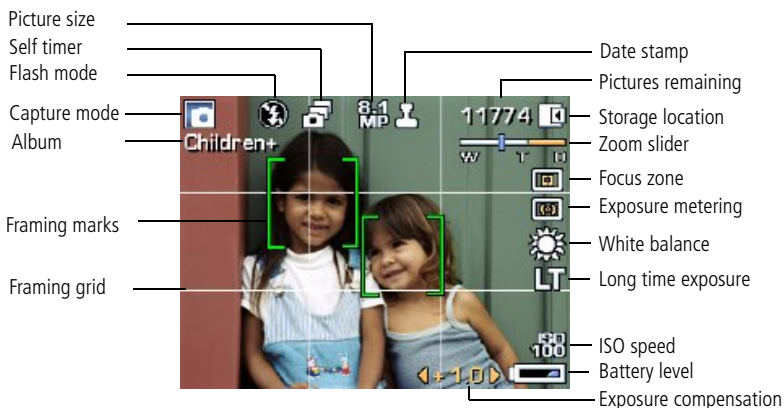 Picture size
Self timer
Flash mode
Capture mode
Album
Framing marks
Framing grid
Date stamp
Pictures remaining
Storage location
Zoom slider
Focus zone
Exposure metering
White balance
Long time exposure
ISO speed
Battery level
Exposure compensation
8.1
MP
11774
Children+
W T D
LT
ISO
100
+1.0